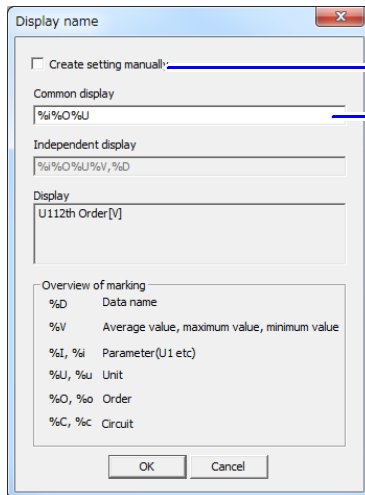 Display name
Create setting manually
Common display
%i%O%U
Independent display
%i%O%U%V,%D
Display
U112th Order[V]
Overview of marking
%D Data name
%V Average value, maximum value, minimum value
%I, %i Parameter(U1 etc)
%U, %u Unit
%O, %o Order
%C, %c Circuit
OK Cancel